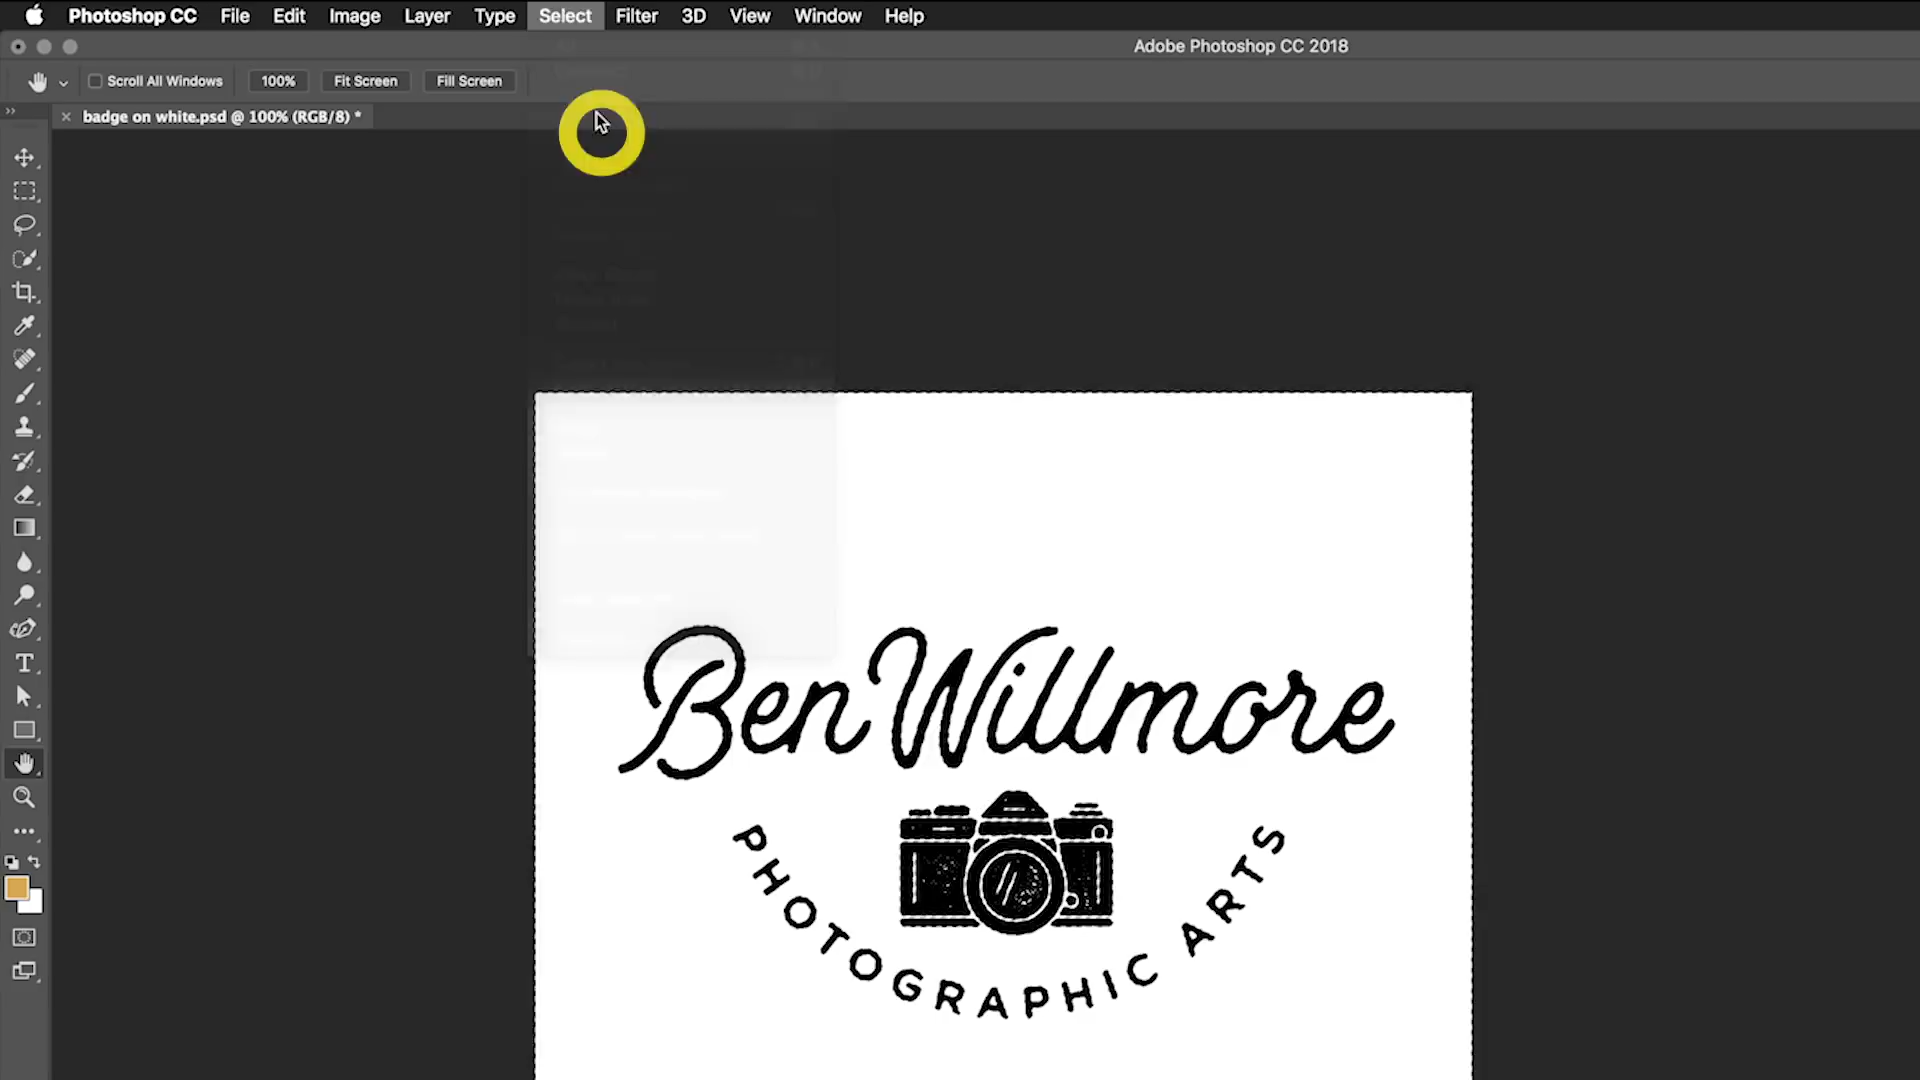 Photoshop CC File Edit Image Layer Type Select Filter 3D View Window Help
Adobe Photoshop CC 2018
Scroll All Windows 100% Fit Screen Fill Screen
badge on white.psd @ 100% (RGB/8) *
Ben Willmore
PHOTOGRAPHIC ARTS